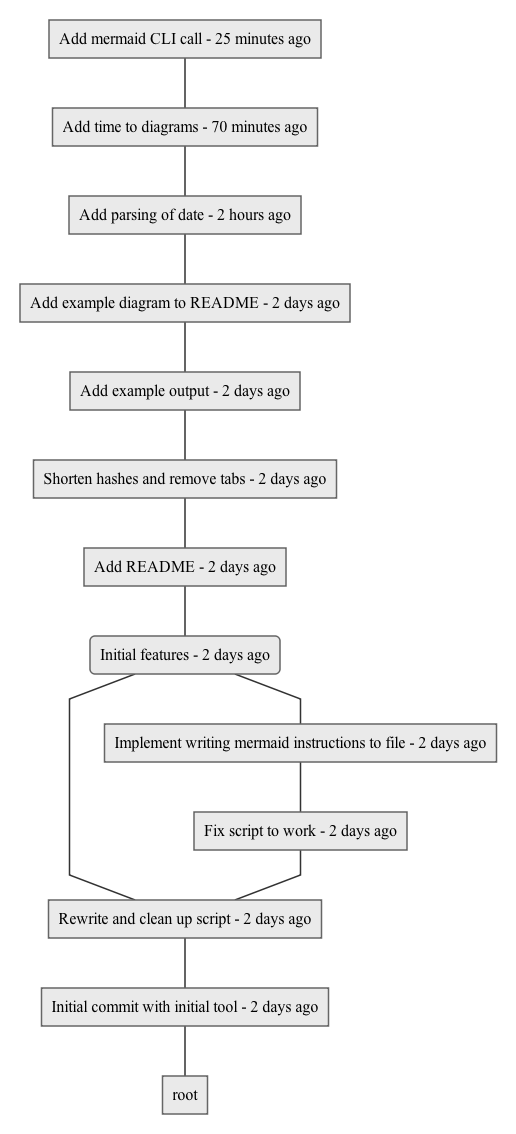 Add mermaid CLI call - 25 minutes ago
Add time to diagrams - 70 minutes ago
Add parsing of date - 2 hours ago
Add example diagram to README - 2 days ago
Add example output - 2 days ago
Shorten hashes and remove tabs - 2 days ago
Add README - 2 days ago
Initial features - 2 days ago
Implement writing mermaid instructions to file - 2 days ago
Fix script to work - 2 days ago
Rewrite and clean up script - 2 days ago
Initial commit with initial tool - 2 days ago
root